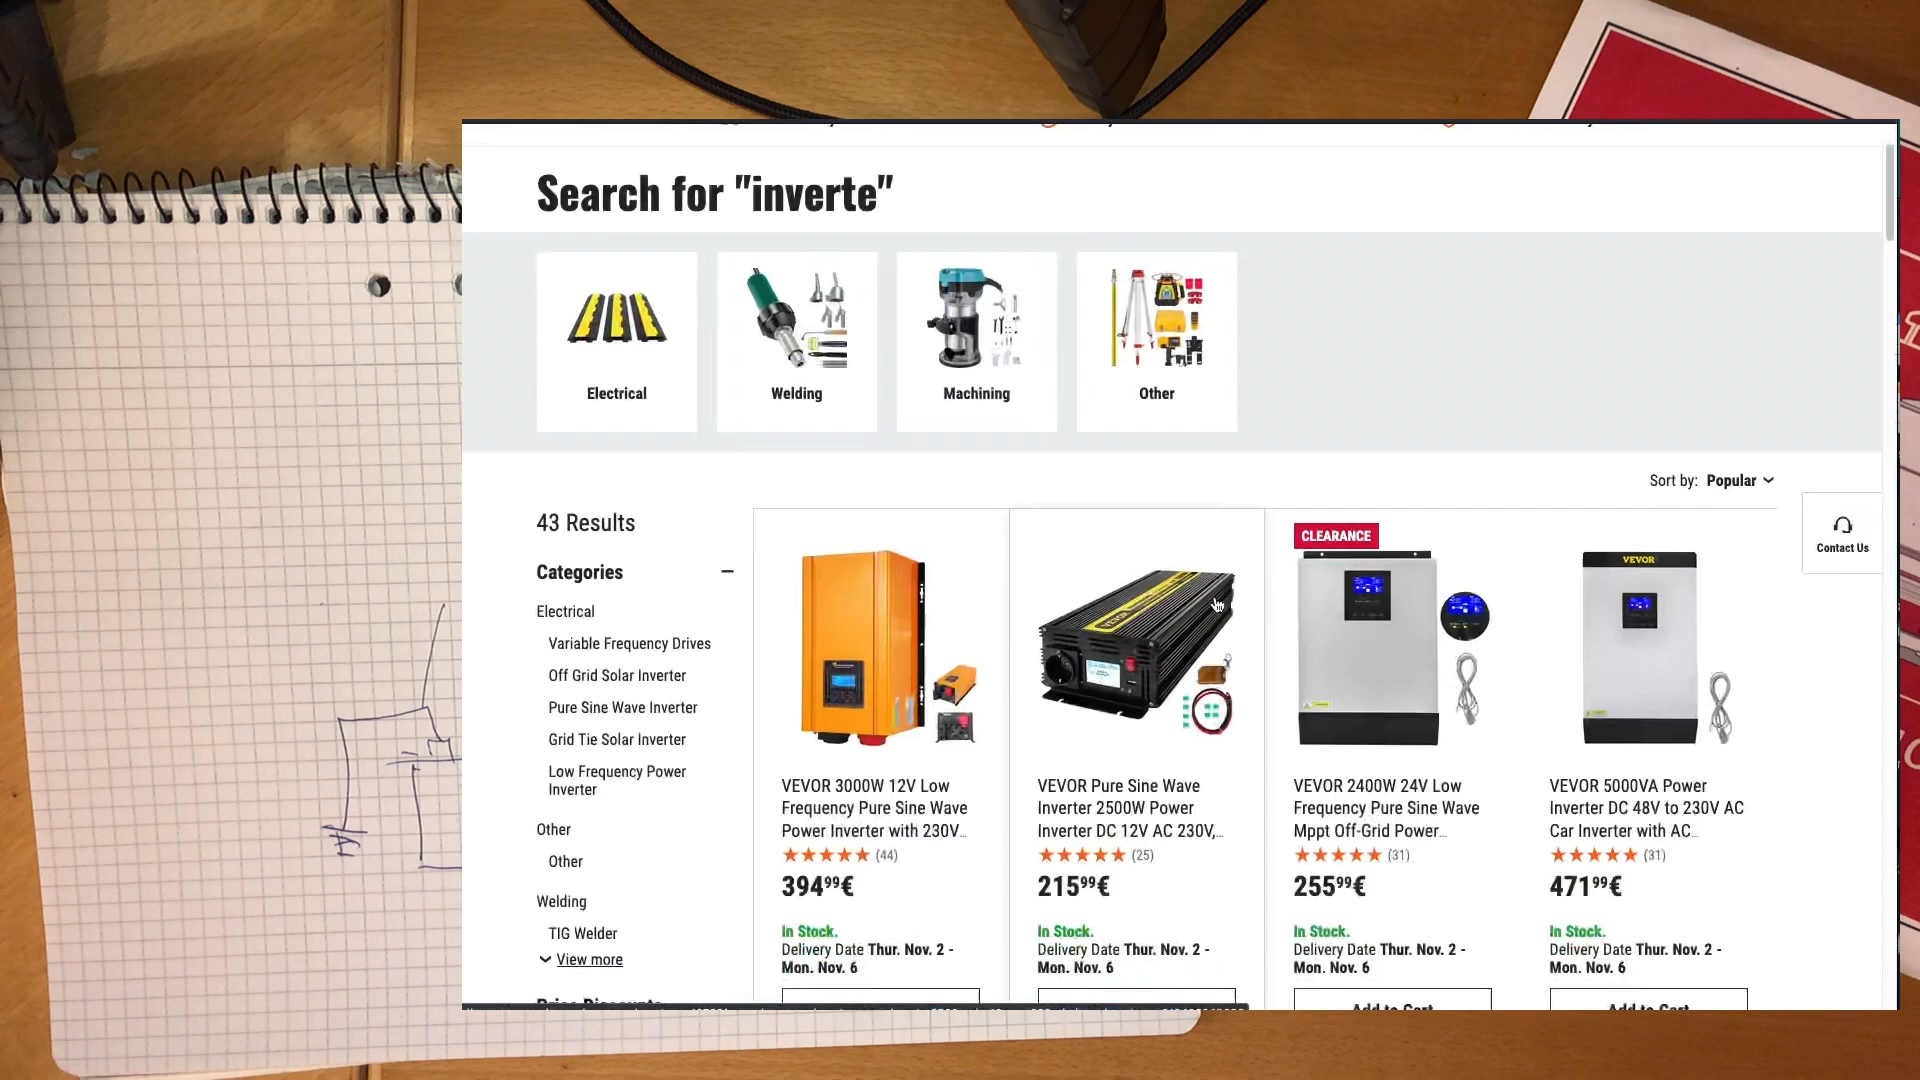 Search for "inverte"
Electrical
Welding
Machining
Other
Sort by: Popular
43 Results
Contact Us
Categories
Electrical
Variable Frequency Drives
Off Grid Solar Inverter
Pure Sine Wave Inverter
Grid Tie Solar Inverter
Low Frequency Power
Inverter
Other
Other
Welding
TIG Welder
View more
VEVOR
VEVOR 3000W 12V Low
Frequency Pure Sine Wave
Power Inverter with 230V...
(44)
394⁹⁹€
In Stock.
Delivery Date Thur. Nov. 2 -
Mon. Nov. 6
VEVOR Pure Sine Wave
Inverter 2500W Power
Inverter DC 12V AC 230V,...
(25)
215⁹⁹€
In Stock.
Delivery Date Thur. Nov. 2 -
Mon. Nov. 6
CLEARANCE
VEVOR 2400W 24V Low
Frequency Pure Sine Wave
Mppt Off-Grid Power...
(31)
255⁹⁹€
In Stock.
Delivery Date Thur. Nov. 2 -
Mon. Nov. 6
Add to Cart
VEVOR
VEVOR 5000VA Power
Inverter DC 48V to 230V AC
Car Inverter with AC...
(31)
471⁹⁹€
In Stock.
Delivery Date Thur. Nov. 2 -
Mon. Nov. 6
Add to Cart